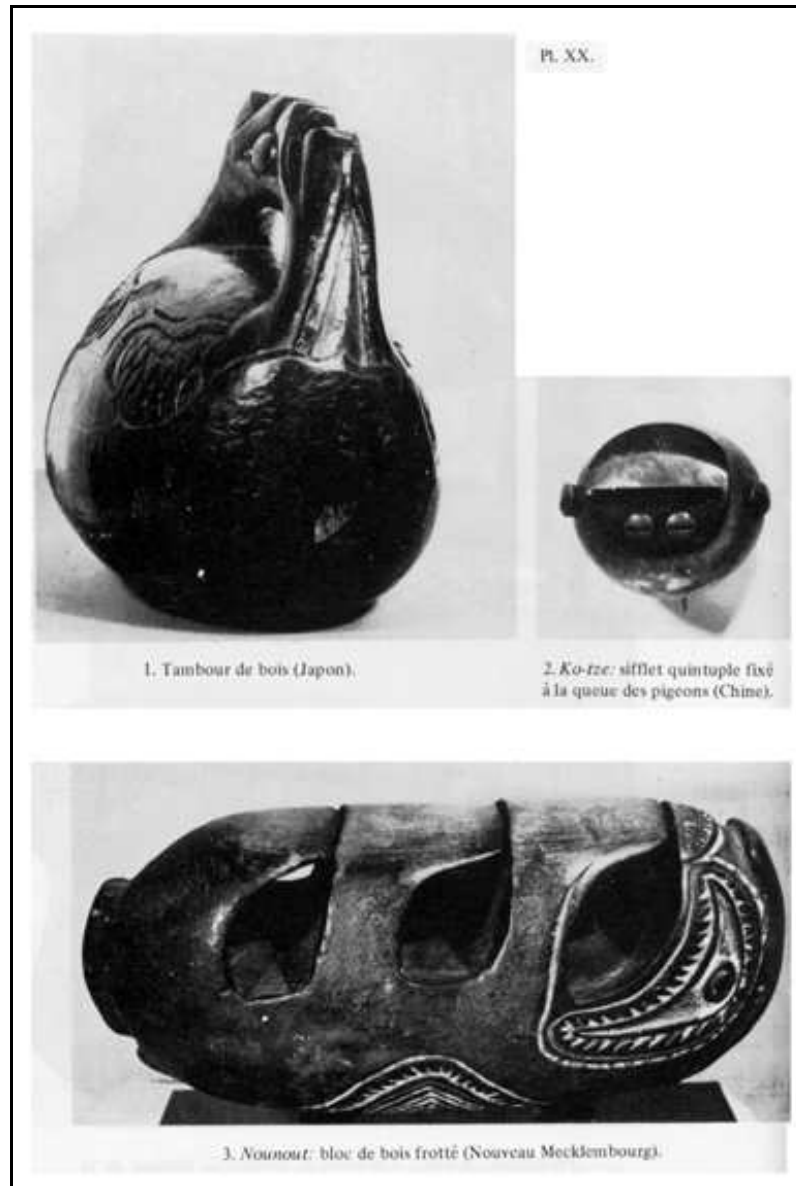 Pl. XX.
1. Tambour de bois (Japon).
2. Ko-tze: sifflet quintuple fixé
à la queue des pigeons (Chine).
3. Nounout: bloc de bois frotté (Nouveau Mecklembourg).